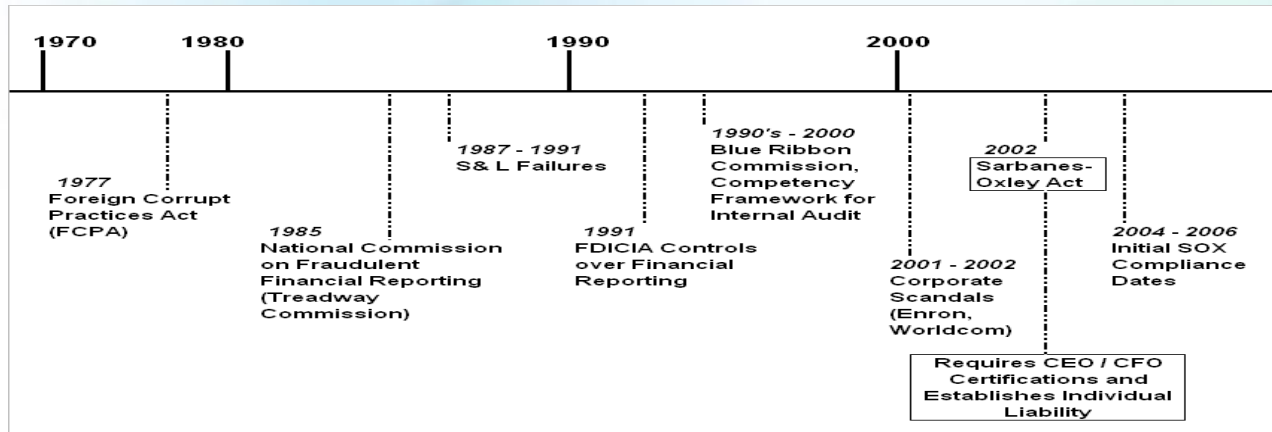 1970
1980
1990
2000
1977
Foreign Corrupt
Practices Act
(FCPA)
1985
National Commission
on Fraudulent
Financial Reporting
(Treadway
Commission)
1987 - 1991
S& L Failures
1991
FDICIA Controls
over Financial
Reporting
1990's - 2000
Blue Ribbon
Commission,
Competency
Framework for
Internal Audit
2001 - 2002
Corporate
Scandals
(Enron,
Worldcom)
2002
Sarbanes-
Oxley Act
Requires CEO / CFO
Certifications and
Establishes Individual
Liability
2004 - 2006
Initial SOX
Compliance
Dates